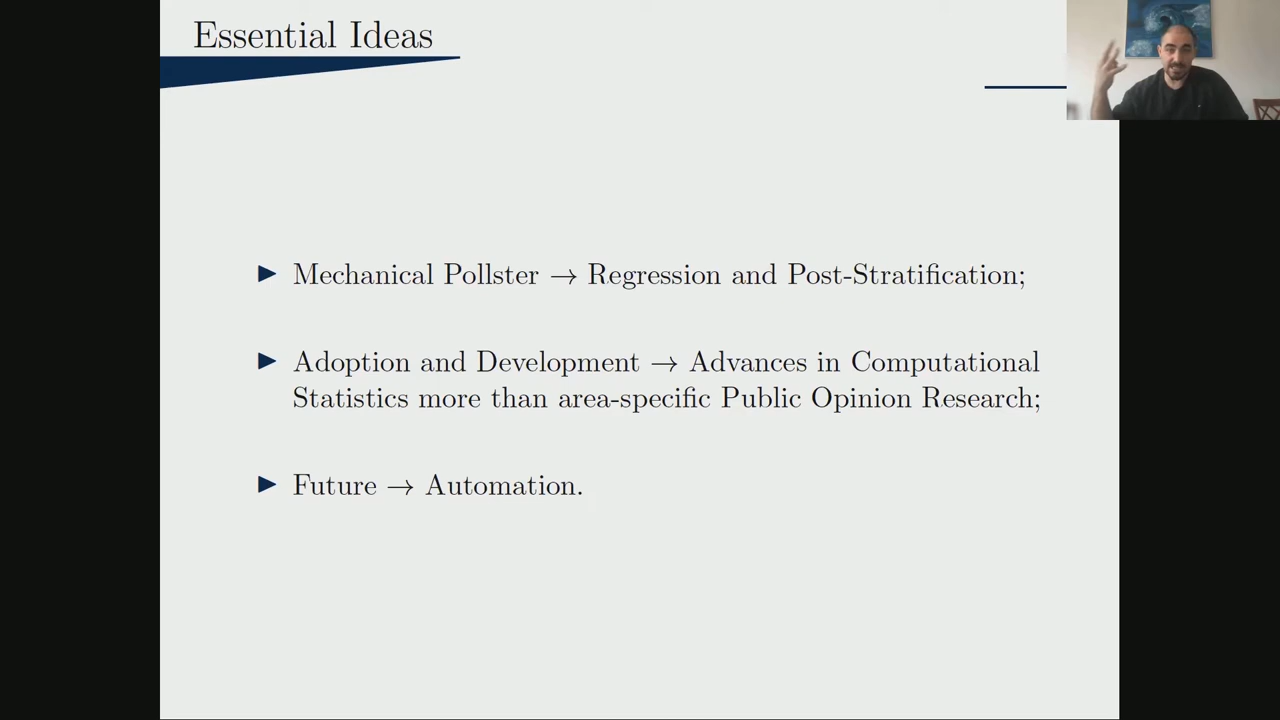 Essential Ideas
▶ Mechanical Pollster → Regression and Post-Stratification;
▶ Adoption and Development → Advances in Computational
Statistics more than area-specific Public Opinion Research;
▶ Future → Automation.